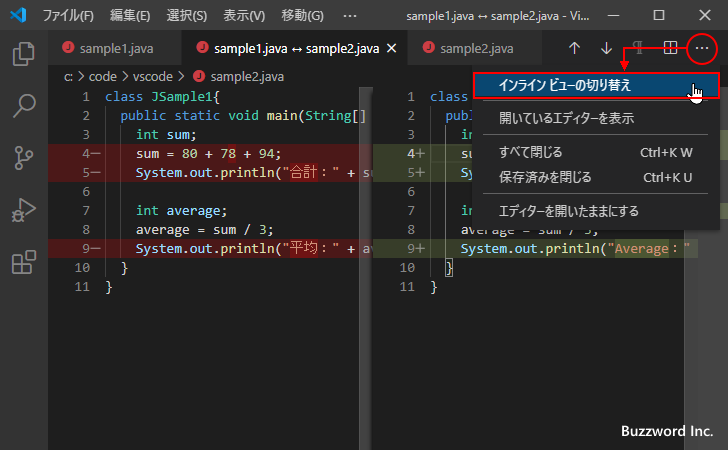 ファイル(F) 編集(E) 選択(S) 表示(V) 移動(G) ··· sample1.java ↔ sample2.java - Vi...
sample1.java sample1.java ↔ sample2.java sample2.java
c: > code > vscode > sample2.java
1 class JSample1{
2 public static void main(String[]
3 int sum;
4− sum = 80 + 78 + 94;
5− System.out.println("合計：" + su
6
7 int average;
8 average = sum / 3;
9− System.out.println("平均：" + av
10 }
11 }
1 class
2 pub
3 in
4+ su
5+ Sy
6
7 in
8 average = sum / 3;
9+ System.out.println("Average："
10 }
11 }
インライン ビューの切り替え
開いているエディターを表示
すべて閉じる Ctrl+K W
保存済みを閉じる Ctrl+K U
エディターを開いたままにする
Buzzword Inc.